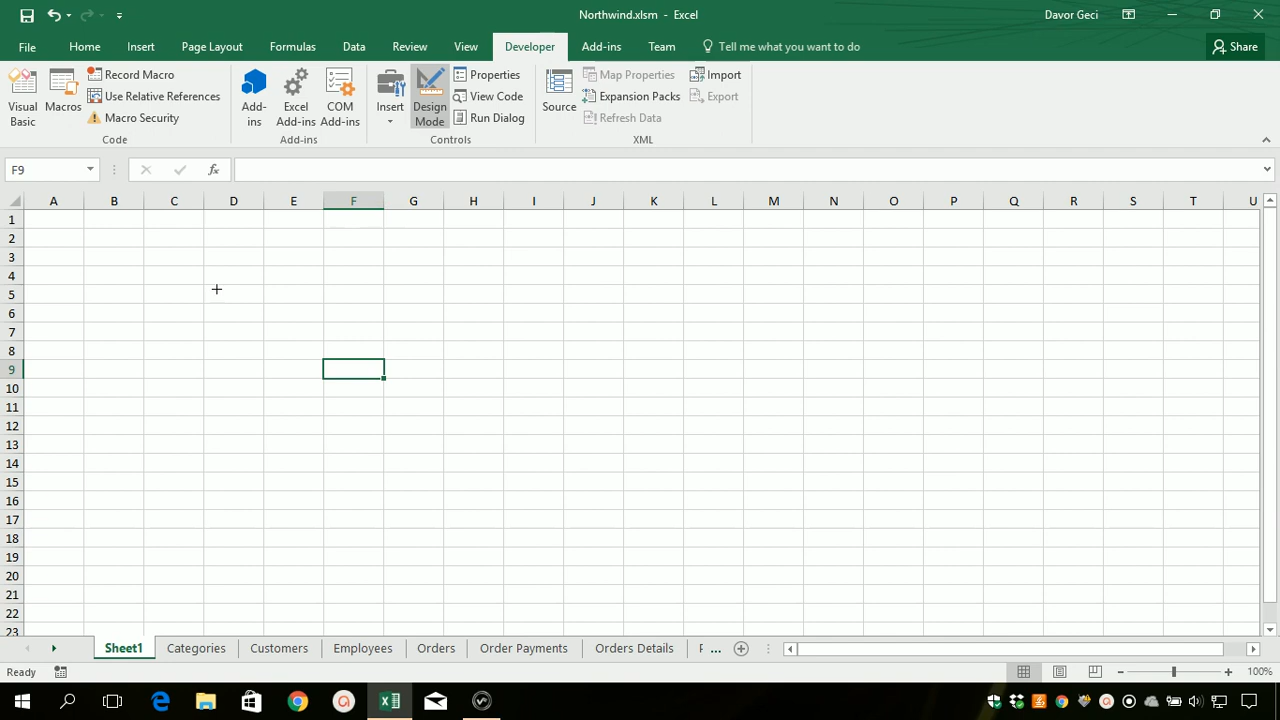 Northwind.xlsm - Excel
Davor Geci
File Home Insert Page Layout Formulas Data Review View Developer Add-ins Team Tell me what you want to do Share
Visual Basic
Macros
Record Macro
Use Relative References
Macro Security
Code
Add-ins
Excel Add-ins
COM Add-ins
Add-ins
Insert
Design Mode
Properties
View Code
Run Dialog
Controls
Source
Map Properties
Expansion Packs
Refresh Data
Import
Export
XML
F9
fx
A B C D E F G H I J K L M N O P Q R S T U
1
2
3
4
5
6
7
8
9
10
11
12
13
14
15
16
17
18
19
20
21
22
23
Sheet1 Categories Customers Employees Orders Order Payments Orders Details ...
Ready
100%